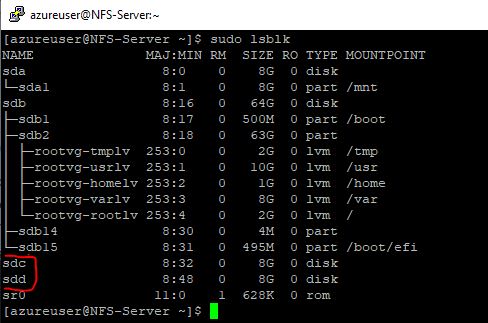 azureuser@NFS-Server:~
[azureuser@NFS-Server ~]$ sudo lsblk
NAME              MAJ:MIN RM  SIZE RO TYPE MOUNTPOINT
sda                 8:0    0    8G  0 disk
└─sda1              8:1    0    8G  0 part /mnt
sdb                 8:16   0   64G  0 disk
├─sdb1              8:17   0  500M  0 part /boot
├─sdb2              8:18   0   63G  0 part
│ ├─rootvg-tmplv  253:0    0    2G  0 lvm  /tmp
│ ├─rootvg-usrlv  253:1    0   10G  0 lvm  /usr
│ ├─rootvg-homelv 253:2    0    1G  0 lvm  /home
│ ├─rootvg-varlv  253:3    0    8G  0 lvm  /var
│ └─rootvg-rootlv 253:4    0    2G  0 lvm  /
├─sdb14             8:30   0    4M  0 part
└─sdb15             8:31   0  495M  0 part /boot/efi
sdc                 8:32   0    8G  0 disk
sdd                 8:48   0    8G  0 disk
sr0                11:0    1  628K  0 rom
[azureuser@NFS-Server ~]$